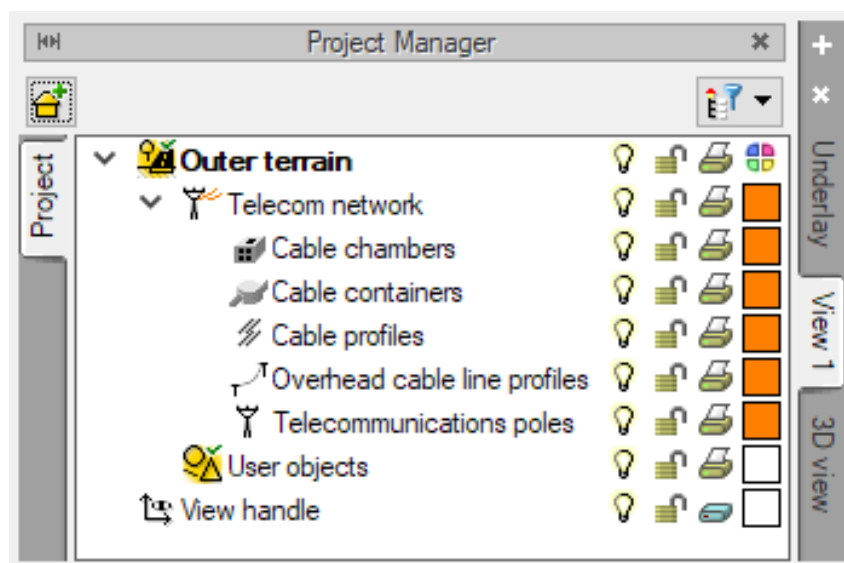 Project Manager
Project
Outer terrain
Telecom network
Cable chambers
Cable containers
Cable profiles
Overhead cable line profiles
Telecommunications poles
User objects
View handle
Underlay
View 1
3D view